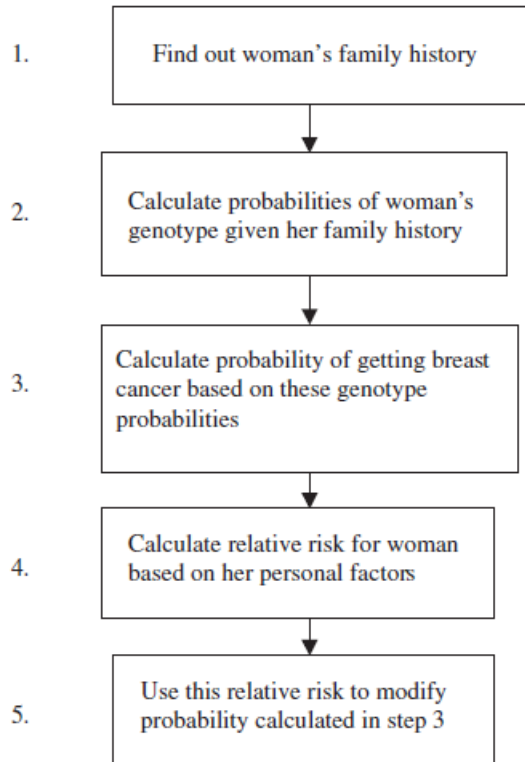 1. Find out woman's family history
2. Calculate probabilities of woman's
genotype given her family history
3. Calculate probability of getting breast
cancer based on these genotype
probabilities
4. Calculate relative risk for woman
based on her personal factors
5. Use this relative risk to modify
probability calculated in step 3